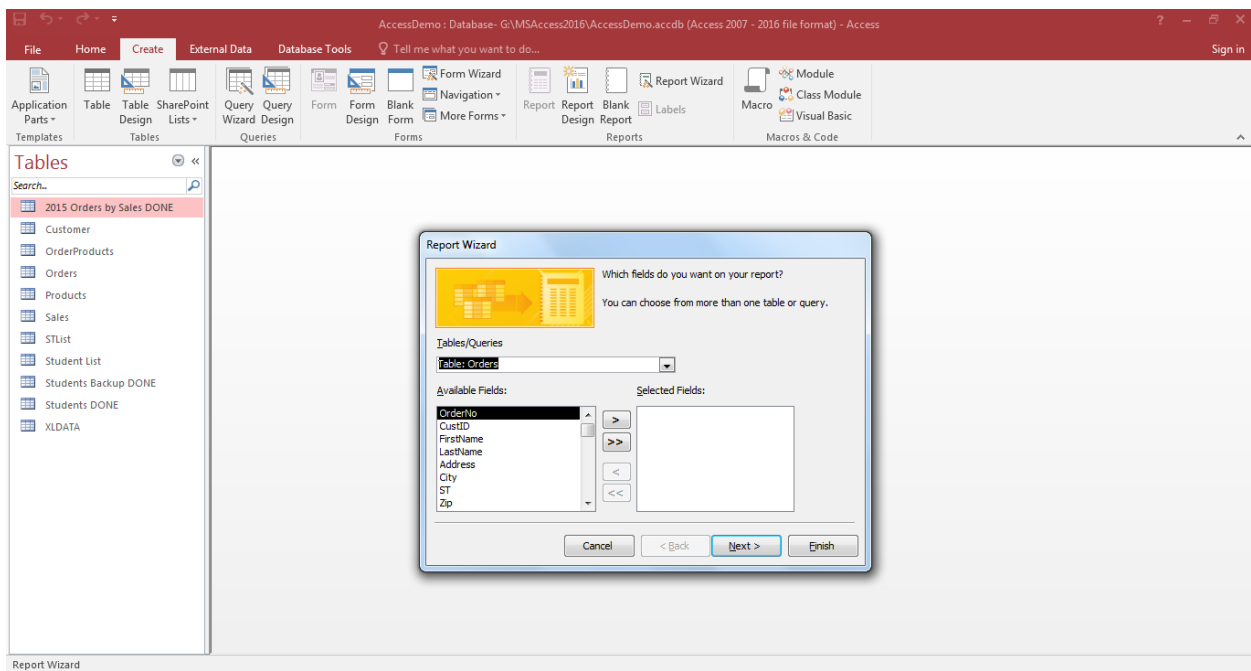 AccessDemo : Database- G:\MSAccess2016\AccessDemo.accdb (Access 2007 - 2016 file format) - Access
?
File Home Create External Data Database Tools Tell me what you want to do... Sign in
Application Parts
Templates
Table
Table Design
SharePoint Lists
Tables
Query Wizard
Query Design
Queries
Form
Form Design
Blank Form
Form Wizard
Navigation
More Forms
Forms
Report
Report Design
Blank Report
Report Wizard
Labels
Reports
Macro
Module
Class Module
Visual Basic
Macros & Code
Tables «
Search...
2015 Orders by Sales DONE
Customer
OrderProducts
Orders
Products
Sales
STList
Student List
Students Backup DONE
Students DONE
XLDATA
Report Wizard
Which fields do you want on your report?
You can choose from more than one table or query.
Tables/Queries
Table: Orders
Available Fields:
OrderNo
CustID
FirstName
LastName
Address
City
ST
Zip
>
>>
<
<<
Selected Fields:
Cancel < Back Next > Finish
Report Wizard